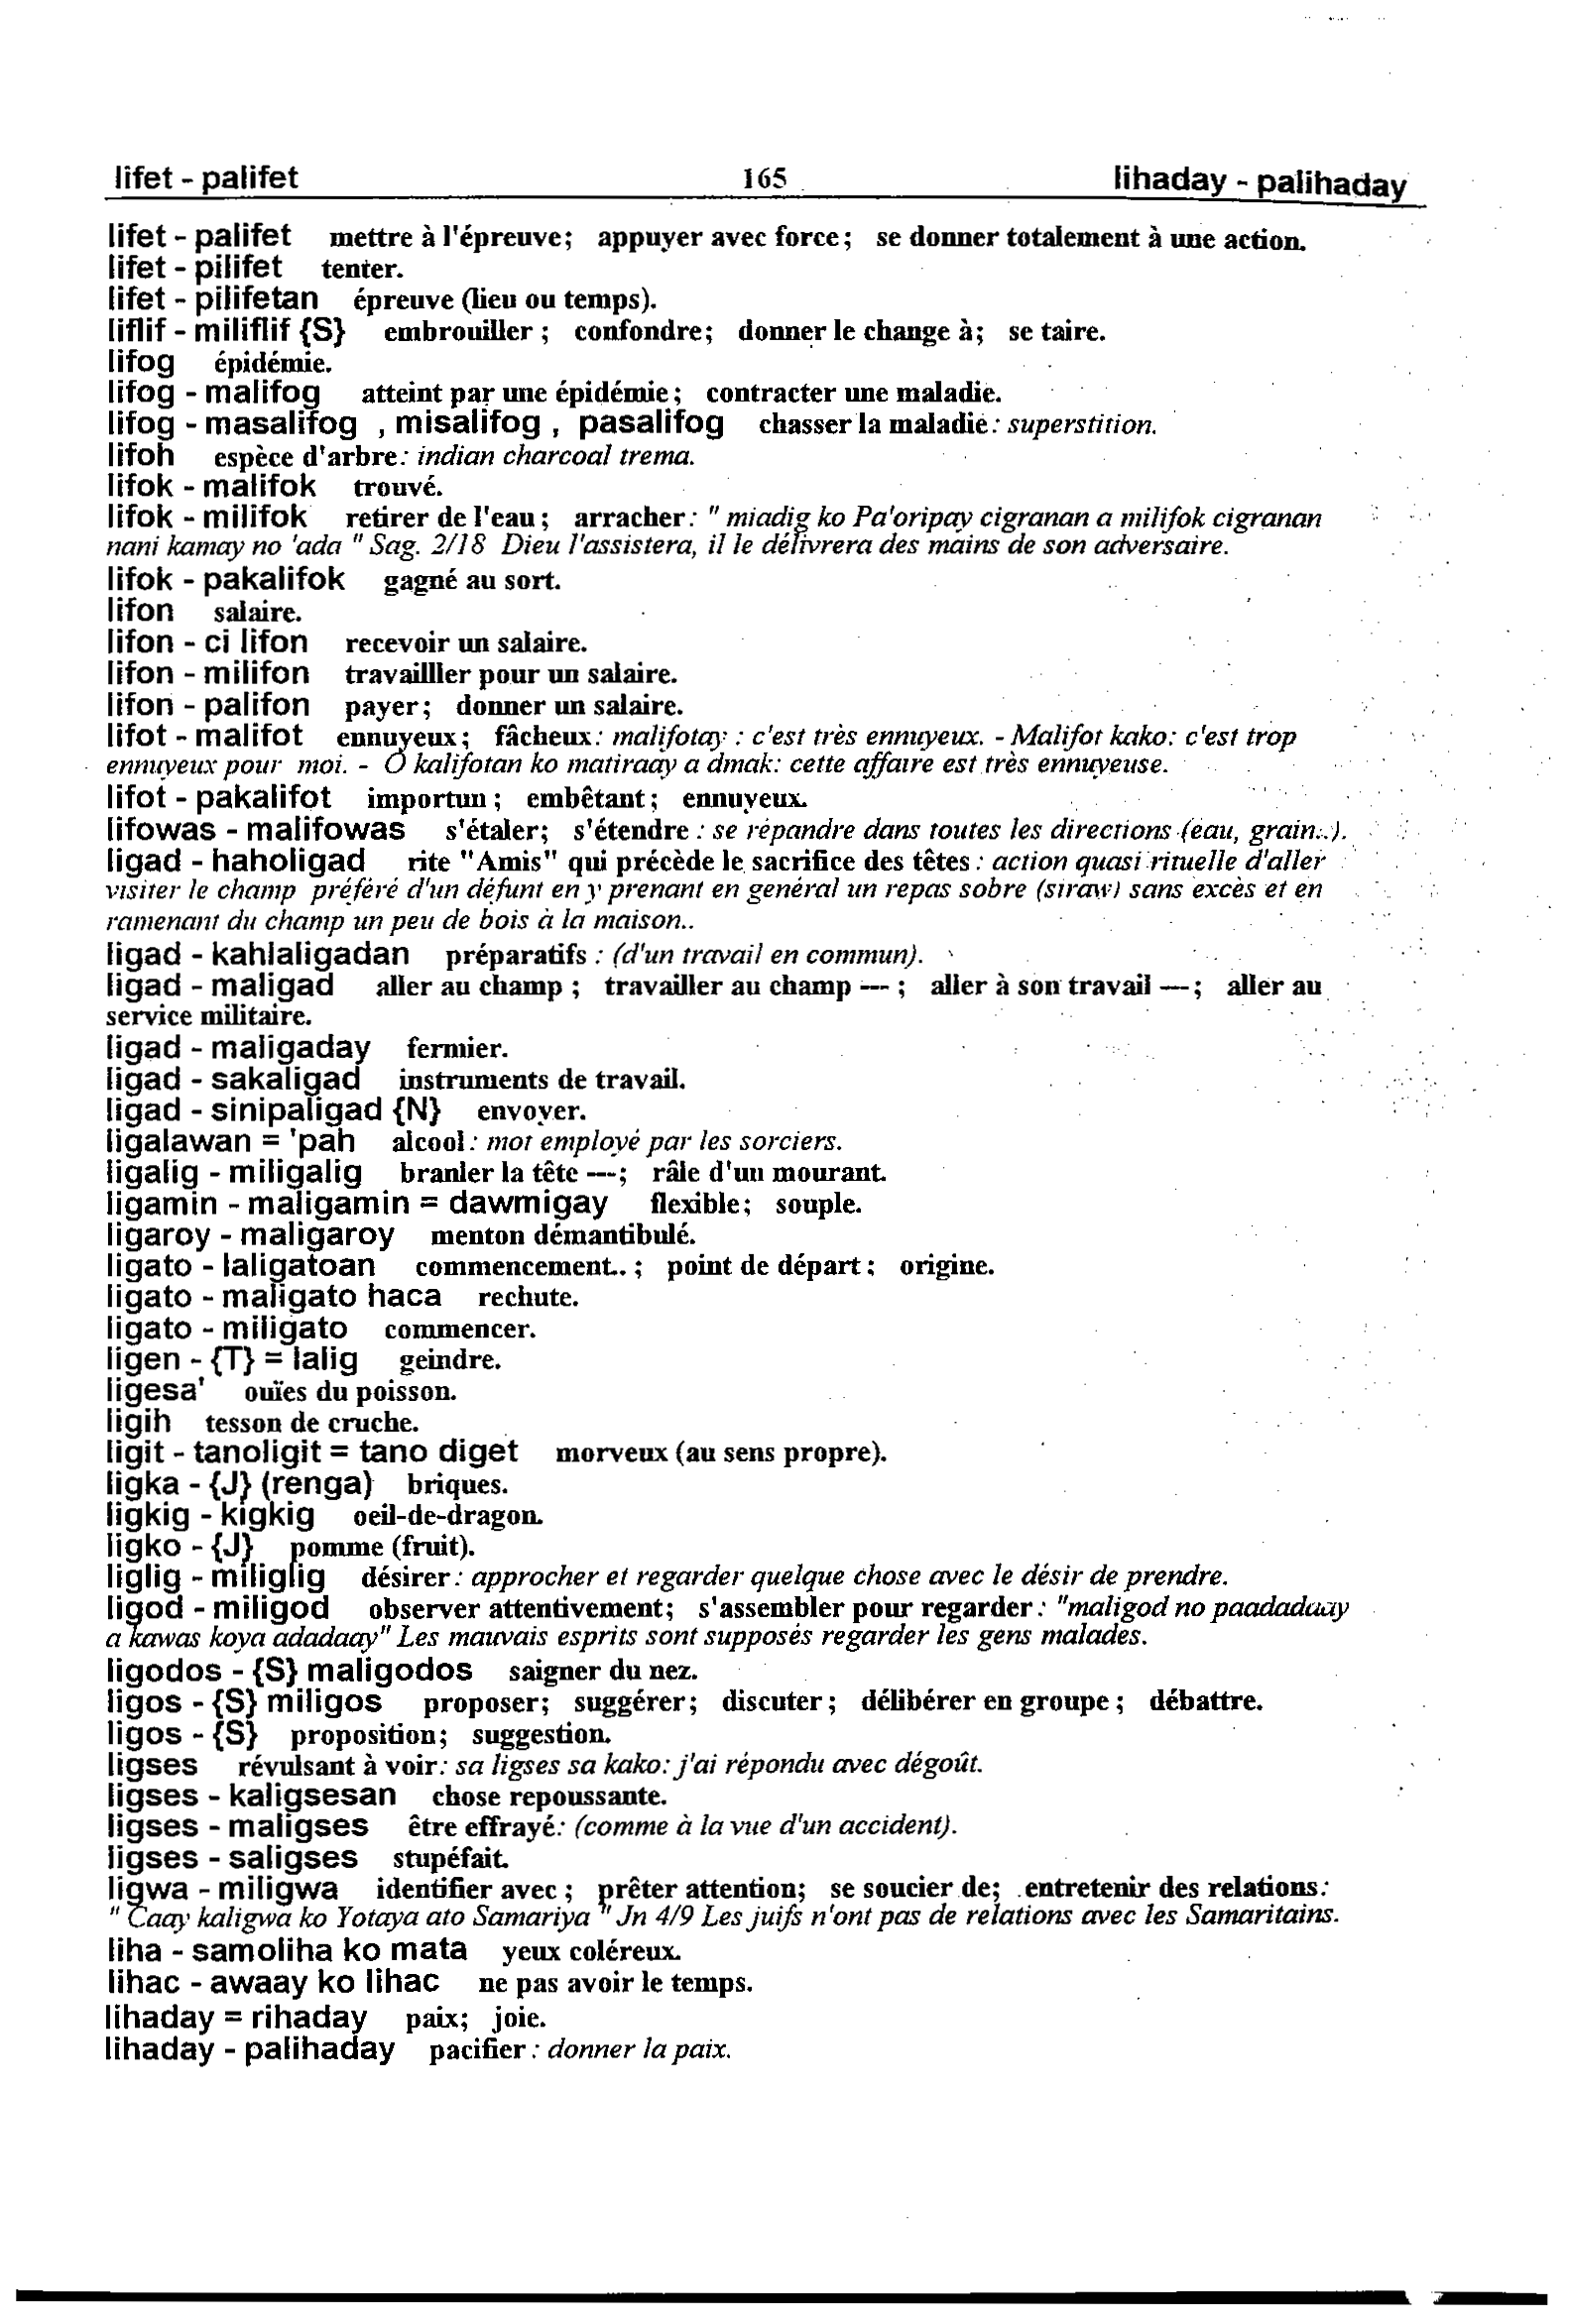 lifet - palifet 165 lihaday - palihaday
lifet - palifet mettre à l'épreuve; appuyer avec force; se donner totalement à une action.
lifet - pilifet tenter.
lifet - pilifetan épreuve (lieu ou temps).
liflif - miliflif {S} embrouiller ; confondre; donner le change à; se taire.
lifog épidémie.
lifog - malifog atteint par une épidémie; contracter une maladie.
lifog - masalifog , misalifog , pasalifog chasser la maladie: superstition.
lifoh espèce d'arbre: indian charcoal trema.
lifok - malifok trouvé.
lifok - milifok retirer de l'eau; arracher: " miadig ko Pa'oripay cigranan a milifok cigranan
nani kamay no 'ada " Sag. 2/18 Dieu l'assistera, il le délivrera des mains de son adversaire.
lifok - pakalifok gagné au sort.
lifon salaire.
lifon - ci lifon recevoir un salaire.
lifon - milifon travailller pour un salaire.
lifon - palifon payer; donner un salaire.
lifot - malifot ennuyeux; fâcheux: malifotay : c'est très ennuyeux. - Malifot kako: c'est trop
ennuyeux pour moi. - O kalifotan ko matiraay a dmak: cette affaire est très ennuyeuse.
lifot - pakalifot importun; embêtant; ennuyeux.
lifowas - malifowas s'étaler; s'étendre : se répandre dans toutes les directions (eau, grain..).
ligad - haholigad rite "Amis" qui précède le sacrifice des têtes : action quasi rituelle d'aller
visiter le champ préféré d'un défunt en y prenant en genéral un repas sobre (siraw) sans excès et en
ramenant du champ un peu de bois à la maison..
ligad - kahlaligadan préparatifs : (d'un travail en commun).
ligad - maligad aller au champ ; travailler au champ --- ; aller à son travail ---; aller au
service militaire.
ligad - maligaday fermier.
ligad - sakaligad instruments de travail.
ligad - sinipaligad {N} envoyer.
ligalawan = 'pah alcool : mot employé par les sorciers.
ligalig - miligalig branler la tête ---; râle d'un mourant.
ligamin - maligamin = dawmigay flexible; souple.
ligaroy - maligaroy menton démantibulé.
ligato - laligatoan commencement.. ; point de départ ; origine.
ligato - maligato haca rechute.
ligato - miligato commencer.
ligen - {T} = lalig geindre.
ligesa' ouïes du poisson.
ligih tesson de cruche.
ligit - tanoligit = tano diget morveux (au sens propre).
ligka - {J} (renga) briques.
ligkig - kigkig oeil-de-dragon.
ligko - {J} pomme (fruit).
liglig - miliglig désirer : approcher et regarder quelque chose avec le désir de prendre.
ligod - miligod observer attentivement; s'assembler pour regarder : "maligod no paadadaay
a kawas koya adadaay" Les mauvais esprits sont supposés regarder les gens malades.
ligodos - {S} maligodos saigner du nez.
ligos - {S} miligos proposer; suggérer; discuter; délibérer en groupe ; débattre.
ligos - {S} proposition; suggestion.
ligses révulsant à voir: sa ligses sa kako: j'ai répondu avec dégoût.
ligses - kaligsesan chose repoussante.
ligses - maligses être effrayé: (comme à la vue d'un accident).
ligses - saligses stupéfait.
ligwa - miligwa identifier avec ; prêter attention; se soucier de; entretenir des relations:
" Caay kaligwa ko Yotaya ato Samariya " Jn 4/9 Les juifs n'ont pas de relations avec les Samaritains.
liha - samoliha ko mata yeux coléreux.
lihac - awaay ko lihac ne pas avoir le temps.
lihaday = rihaday paix; joie.
lihaday - palihaday pacifier : donner la paix.